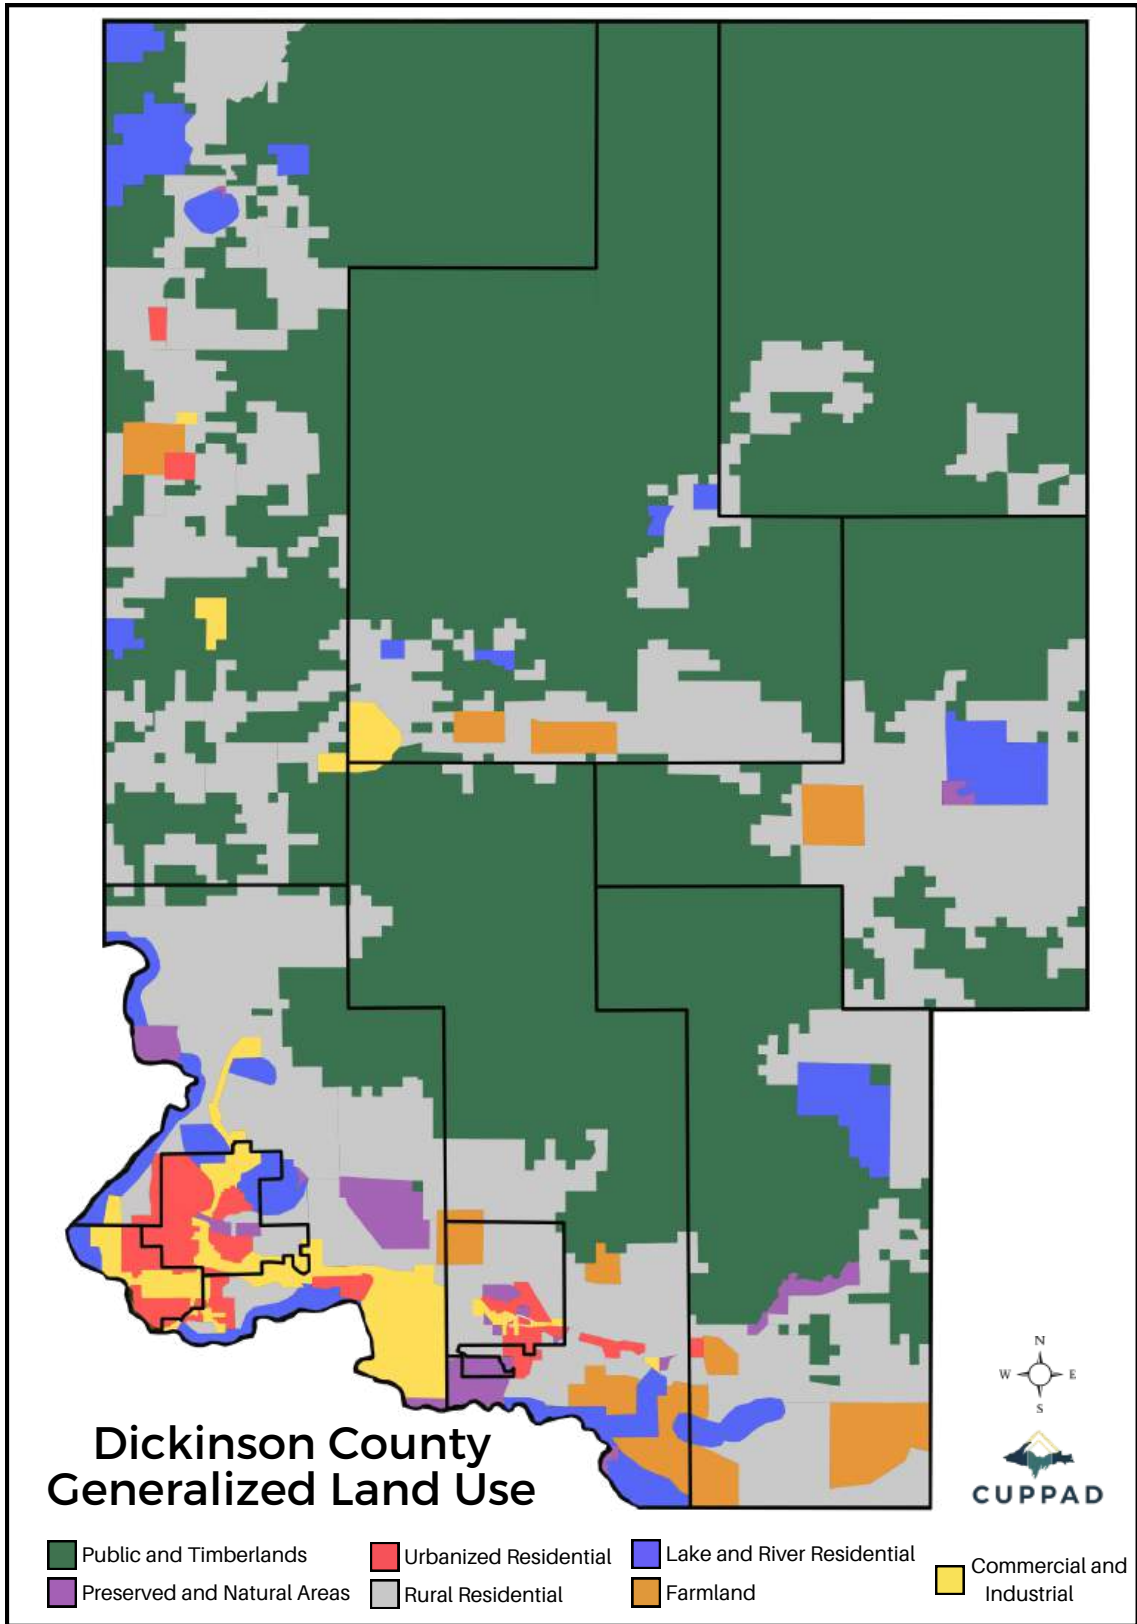 N
W E
S
Dickinson County
Generalized Land Use
CUPPAD
Public and Timberlands
Urbanized Residential
Lake and River Residential
Commercial and
Industrial
Preserved and Natural Areas
Rural Residential
Farmland